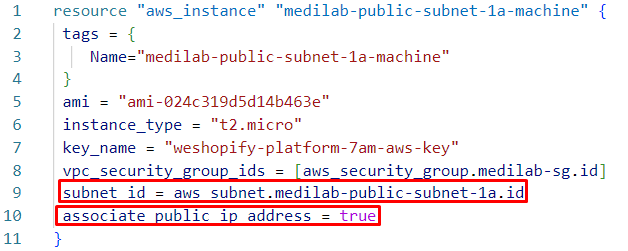 1 resource "aws_instance" "medilab-public-subnet-1a-machine" {
2 tags = {
3 Name="medilab-public-subnet-1a-machine"
4 }
5 ami = "ami-024c319d5d14b463e"
6 instance_type = "t2.micro"
7 key_name = "weshopify-platform-7am-aws-key"
8 vpc_security_group_ids = [aws_security_group.medilab-sg.id]
9 subnet_id = aws_subnet.medilab-public-subnet-1a.id
10 associate_public_ip_address = true
11 }